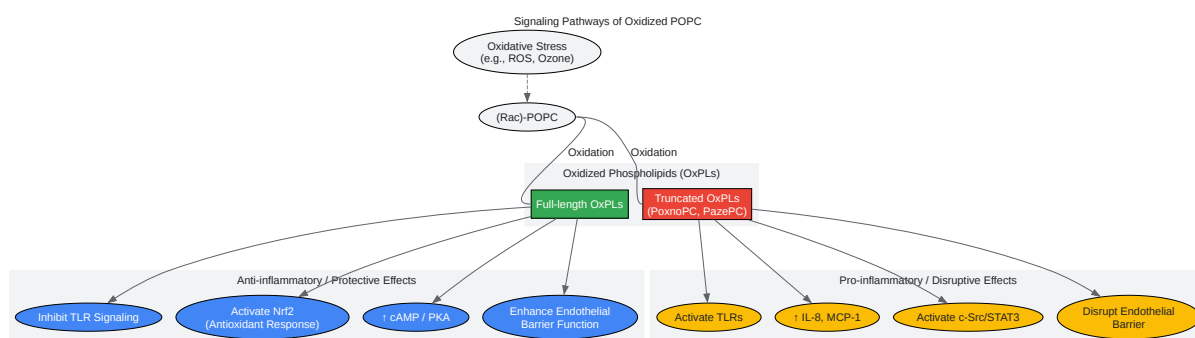 Signaling Pathways of Oxidized POPC
Oxidative Stress
(e.g., ROS, Ozone)
(Rac)-POPC
Oxidation
Oxidation
Oxidized Phospholipids (OxPLs)
Full-length OxPLs
Truncated OxPLs
(PoxnoPC, PazePC)
Anti-inflammatory / Protective Effects
Pro-inflammatory / Disruptive Effects
Inhibit TLR Signaling
Activate Nrf2
(Antioxidant Response)
↑ cAMP / PKA
Enhance Endothelial
Barrier Function
Activate TLRs
↑ IL-8, MCP-1
Activate c-Src/STAT3
Disrupt Endothelial
Barrier